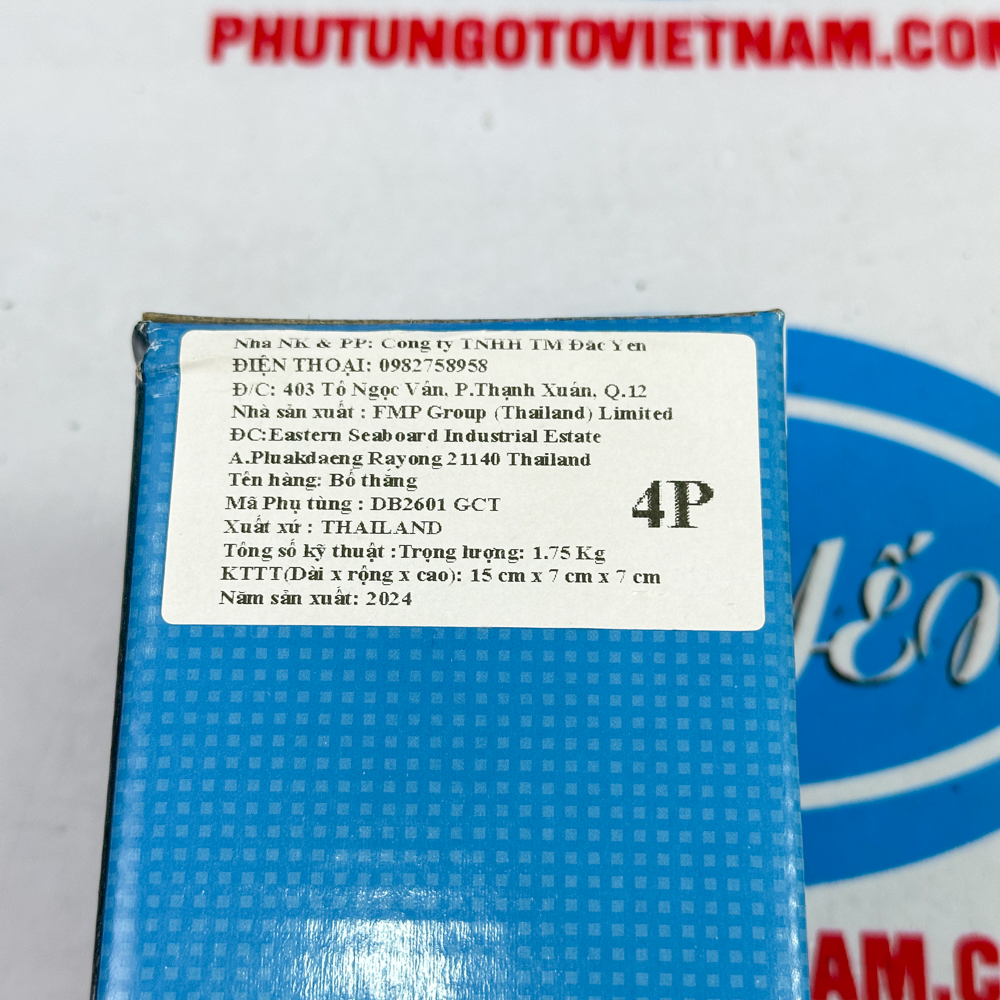 PHUTUNGOTOVIETNAM.COM
Nhà NK & PP: Công ty TNHH TM Đắc Yến
ĐIỆN THOẠI: 0982758958
Đ/C: 403 Tô Ngọc Vân, P.Thạnh Xuân, Q.12
Nhà sản xuất : FMP Group (Thailand) Limited
ĐC:Eastern Seaboard Industrial Estate
A.Pluakdaeng Rayong 21140 Thailand
Tên hàng: Bố thắng
Mã Phụ tùng : DB2601 GCT
4P
Xuất xứ : THAILAND
Tông số kỹ thuật :Trọng lượng: 1.75 Kg
KTTT(Dài x rộng x cao): 15 cm x 7 cm x 7 cm
Năm sản xuất: 2024
AM.C